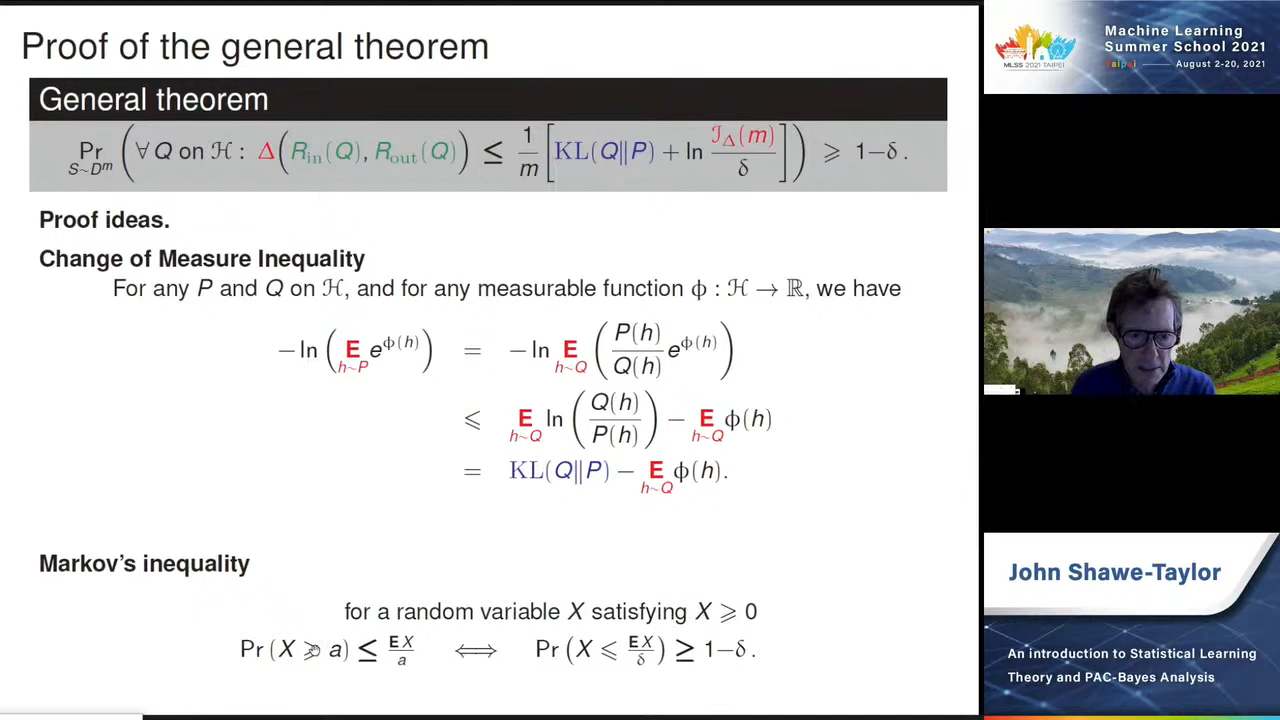 Proof of the general theorem
General theorem
Pr_{S∼D^m} ( ∀ Q on ℋ : Δ( R_in(Q), R_out(Q) ) ≤ 1/m [ KL(Q‖P) + ln ℐ_Δ(m)/δ ] ) ⩾ 1−δ .
Proof ideas.
Change of Measure Inequality
For any P and Q on ℋ, and for any measurable function ϕ : ℋ → ℝ, we have
−ln ( E_{h∼P} e^{ϕ(h)} ) = −ln E_{h∼Q} ( P(h)/Q(h) e^{ϕ(h)} )
⩽ E_{h∼Q} ln ( Q(h)/P(h) ) − E_{h∼Q} ϕ(h)
= KL(Q‖P) − E_{h∼Q} ϕ(h).
Markov's inequality
for a random variable X satisfying X ⩾ 0
Pr (X ⩾ a) ≤ EX/a ⟺ Pr (X ⩽ EX/δ) ≥ 1−δ .
MLSS 2021 TAIPEI
Machine Learning
Summer School 2021
Taipei —— August 2-20, 2021
John Shawe-Taylor
An introduction to Statistical Learning
Theory and PAC-Bayes Analysis